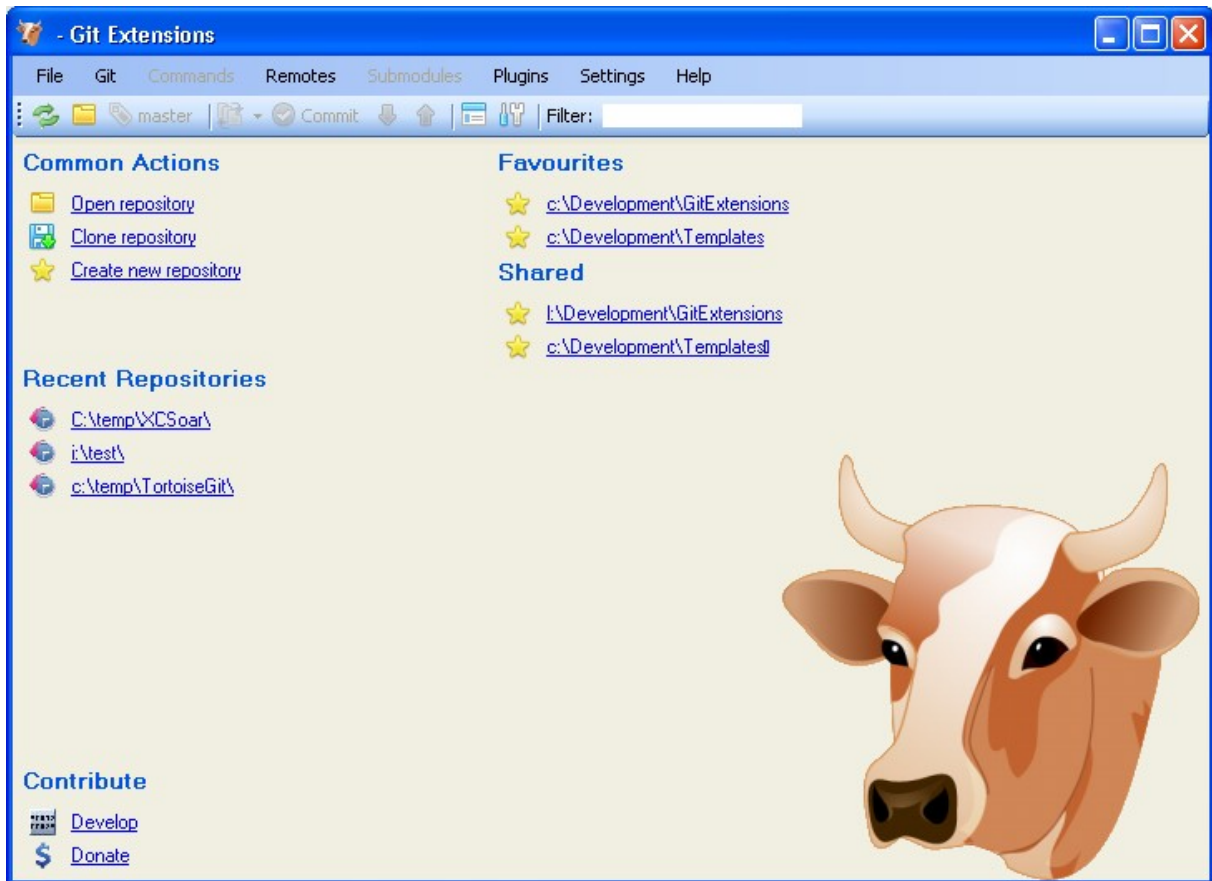 - Git Extensions
File Git Commands Remotes Submodules Plugins Settings Help
master Commit Filter:
Common Actions
Open repository
Clone repository
Create new repository
Favourites
c:\Development\GitExtensions
c:\Development\Templates
Shared
l:\Development\GitExtensions
c:\Development\Templates▯
Recent Repositories
C:\temp\XCSoar\
i:\test\
c:\temp\TortoiseGit\
Contribute
Develop
Donate